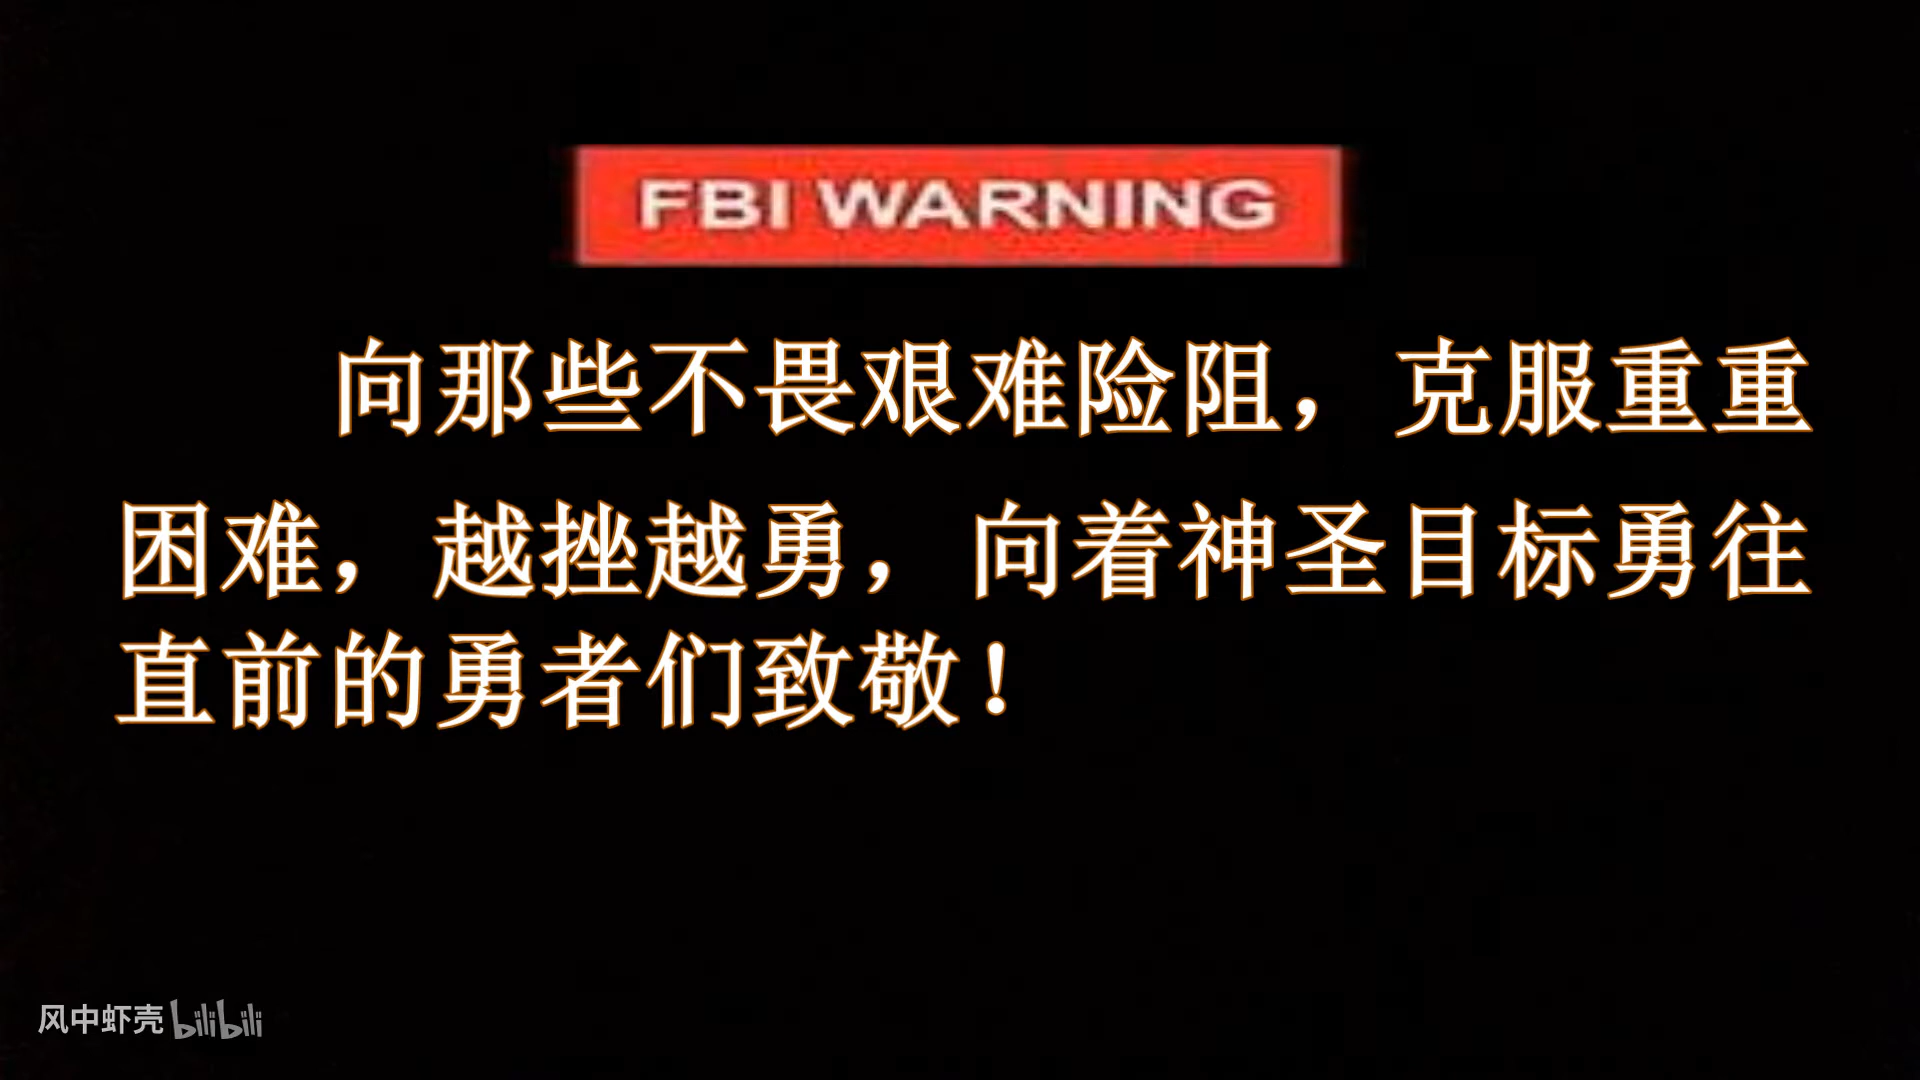 FBI WARNING
向那些不畏艰难险阻，克服重重
困难，越挫越勇，向着神圣目标勇往
直前的勇者们致敬！
风中虾壳 bilibili